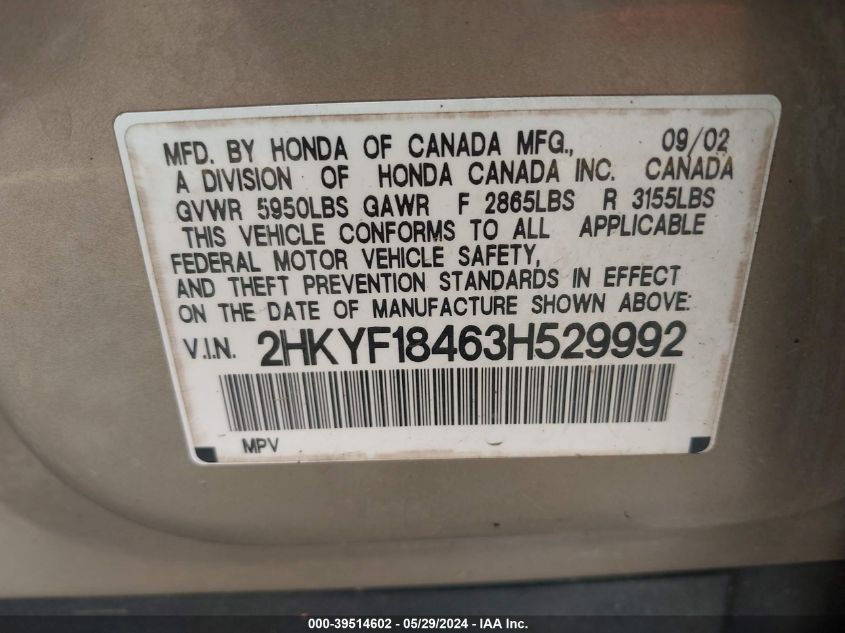 MFD. BY HONDA OF CANADA MFG., 09/02
A DIVISION OF HONDA CANADA INC. CANADA
GVWR 5950LBS GAWR F 2865LBS R 3155LBS
THIS VEHICLE CONFORMS TO ALL APPLICABLE
FEDERAL MOTOR VEHICLE SAFETY,
AND THEFT PREVENTION STANDARDS IN EFFECT
ON THE DATE OF MANUFACTURE SHOWN ABOVE:
V.I.N. 2HKYF18463H529992
MPV
000-39514602 - 05/29/2024 - IAA Inc.